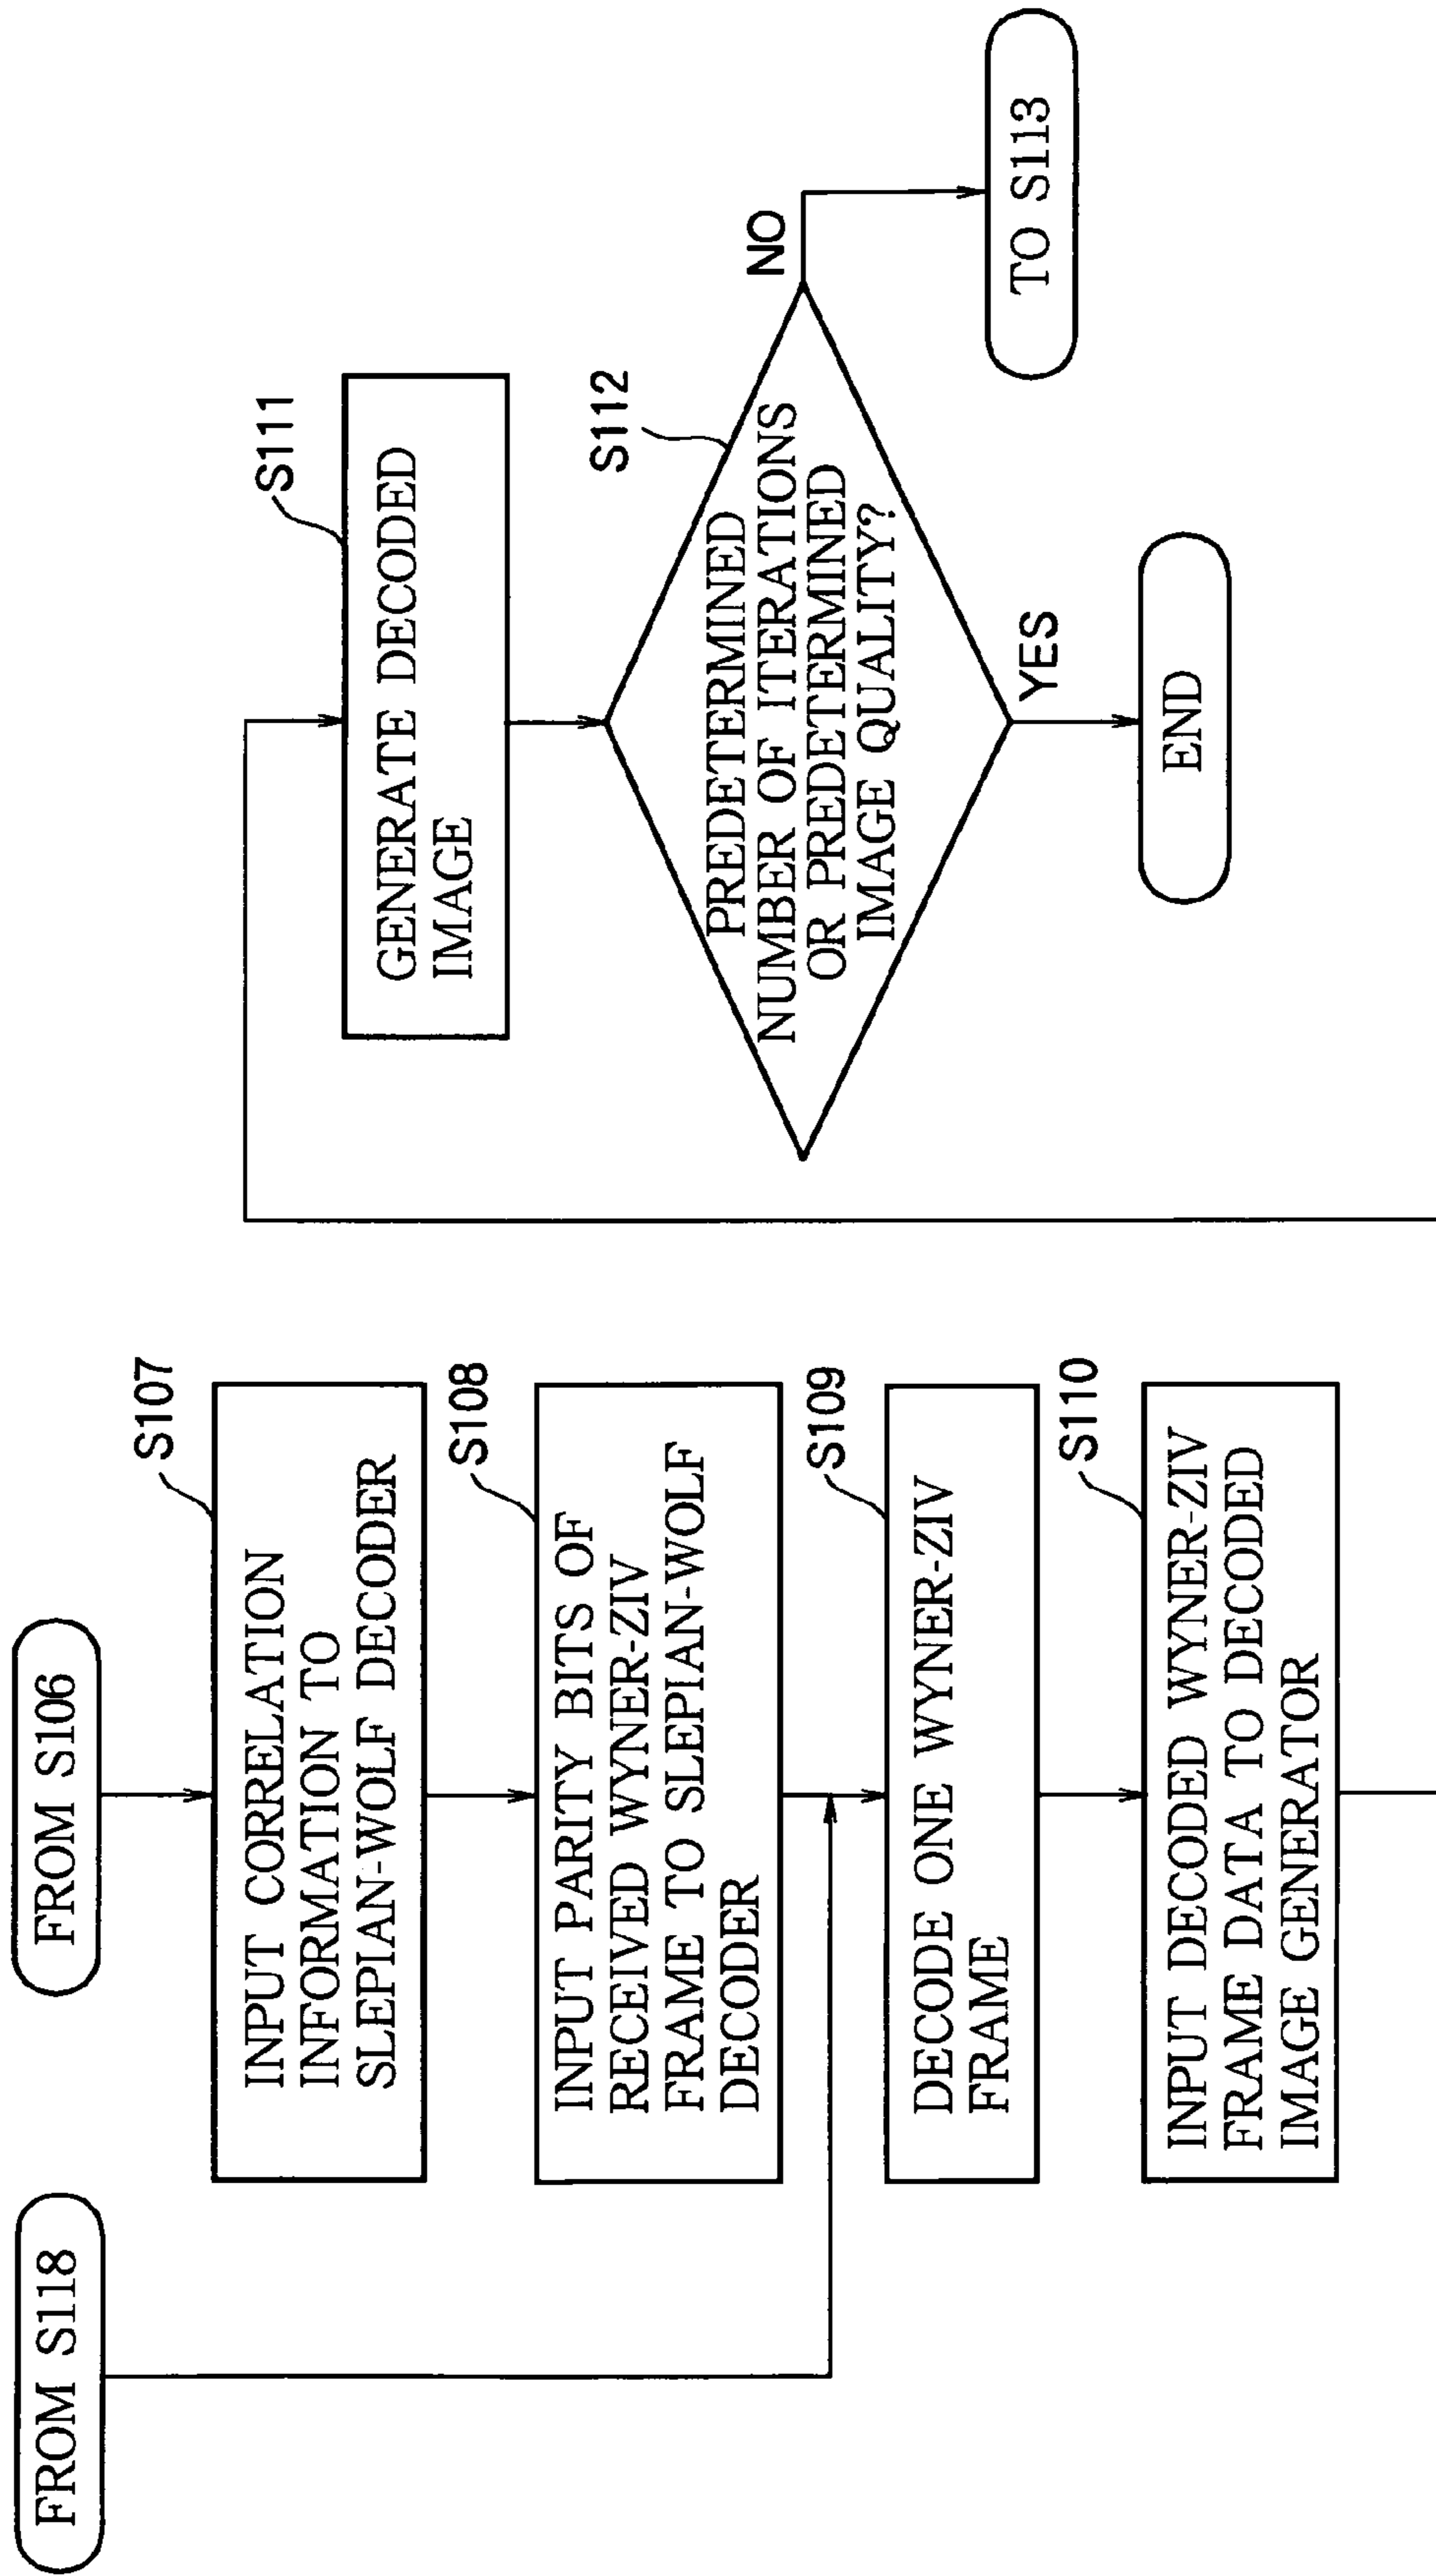 FROM S118
FROM S106
INPUT CORRELATION
INFORMATION TO
SLEPIAN-WOLF DECODER
S107
INPUT PARITY BITS OF
RECEIVED WYNER-ZIV
FRAME TO SLEPIAN-WOLF
DECODER
S108
DECODE ONE WYNER-ZIV
FRAME
S109
INPUT DECODED WYNER-ZIV
FRAME DATA TO DECODED
IMAGE GENERATOR
S110
GENERATE DECODED
IMAGE
S111
PREDETERMINED
NUMBER OF ITERATIONS
OR PREDETERMINED
IMAGE QUALITY?
S112
NO
TO S113
YES
END